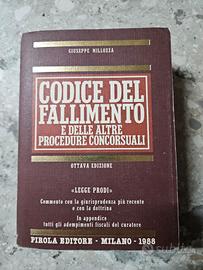 GIUSEPPE MILLOZZA
CODICE DEL
FALLIMENTO
E DELLE ALTRE
PROCEDURE CONCORSUALI
OTTAVA EDIZIONE
«LEGGE PRODI»
Commento con la giurisprudenza più recente
e con la dottrina
In appendice
tutti gli adempimenti fiscali del curatore
PIROLA EDITORE - MILANO - 1988
subito